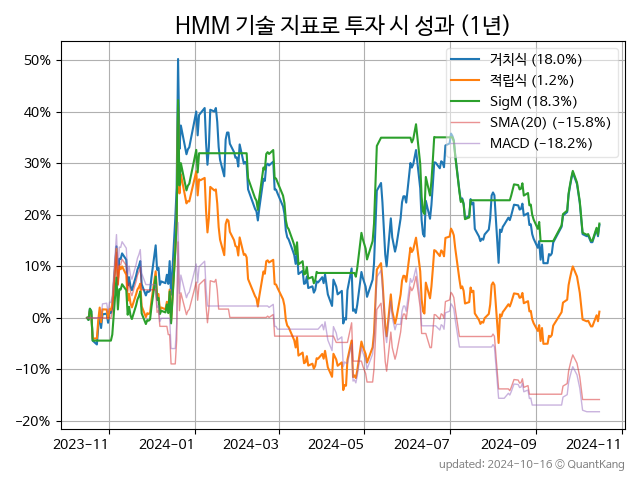 HMM 기술 지표로 투자 시 성과 (1년)
거치식 (18.0%)
적립식 (1.2%)
SigM (18.3%)
SMA(20) (−15.8%)
MACD (−18.2%)
50%
40%
30%
20%
10%
0%
−10%
−20%
2023-11
2024-01
2024-03
2024-05
2024-07
2024-09
2024-11
updated: 2024-10-16 © QuantKang